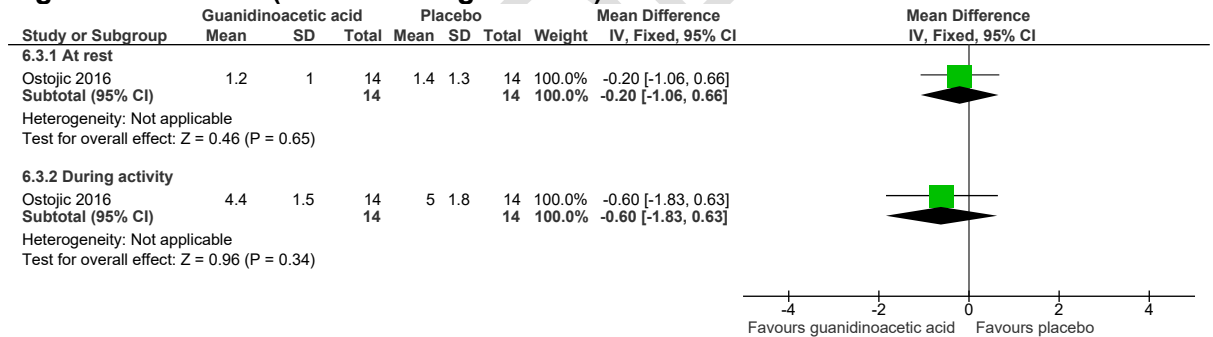 Guanidinoacetic acid Placebo Mean Difference Mean Difference
Study or Subgroup Mean SD Total Mean SD Total Weight IV, Fixed, 95% CI IV, Fixed, 95% CI
6.3.1 At rest
Ostojic 2016 1.2 1 14 1.4 1.3 14 100.0% -0.20 [-1.06, 0.66]
Subtotal (95% CI) 14 14 100.0% -0.20 [-1.06, 0.66]
Heterogeneity: Not applicable
Test for overall effect: Z = 0.46 (P = 0.65)
6.3.2 During activity
Ostojic 2016 4.4 1.5 14 5 1.8 14 100.0% -0.60 [-1.83, 0.63]
Subtotal (95% CI) 14 14 100.0% -0.60 [-1.83, 0.63]
Heterogeneity: Not applicable
Test for overall effect: Z = 0.96 (P = 0.34)
-4 -2 0 2 4
Favours guanidinoacetic acid Favours placebo